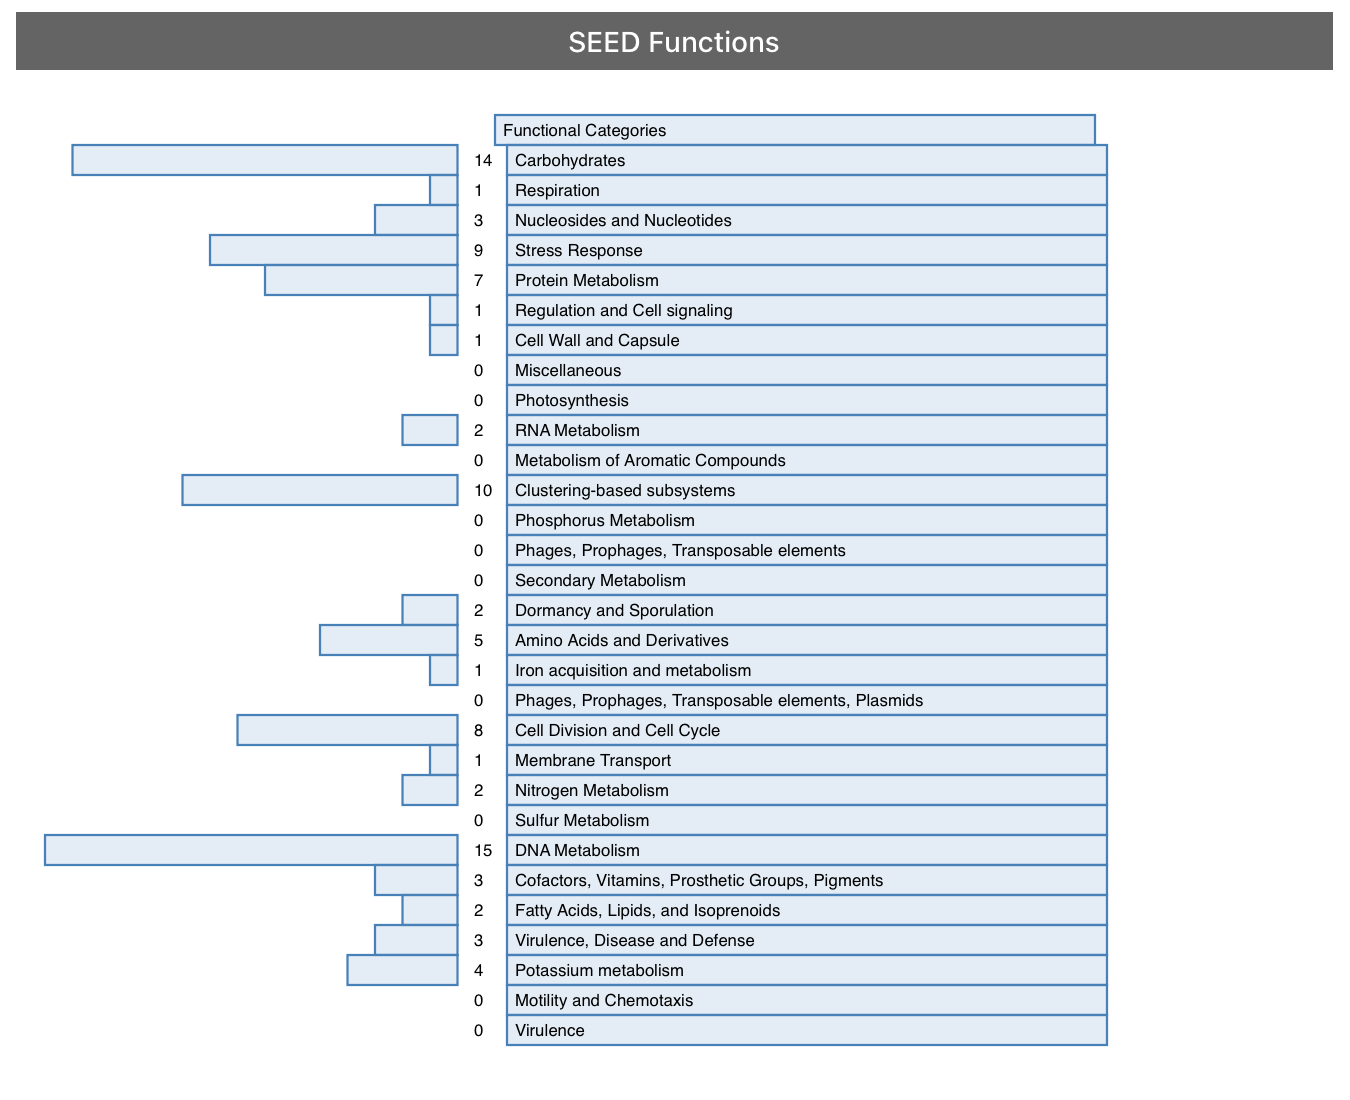 SEED Functions
Functional Categories
14 Carbohydrates
1 Respiration
3 Nucleosides and Nucleotides
9 Stress Response
7 Protein Metabolism
1 Regulation and Cell signaling
1 Cell Wall and Capsule
0 Miscellaneous
0 Photosynthesis
2 RNA Metabolism
0 Metabolism of Aromatic Compounds
10 Clustering-based subsystems
0 Phosphorus Metabolism
0 Phages, Prophages, Transposable elements
0 Secondary Metabolism
2 Dormancy and Sporulation
5 Amino Acids and Derivatives
1 Iron acquisition and metabolism
0 Phages, Prophages, Transposable elements, Plasmids
8 Cell Division and Cell Cycle
1 Membrane Transport
2 Nitrogen Metabolism
0 Sulfur Metabolism
15 DNA Metabolism
3 Cofactors, Vitamins, Prosthetic Groups, Pigments
2 Fatty Acids, Lipids, and Isoprenoids
3 Virulence, Disease and Defense
4 Potassium metabolism
0 Motility and Chemotaxis
0 Virulence